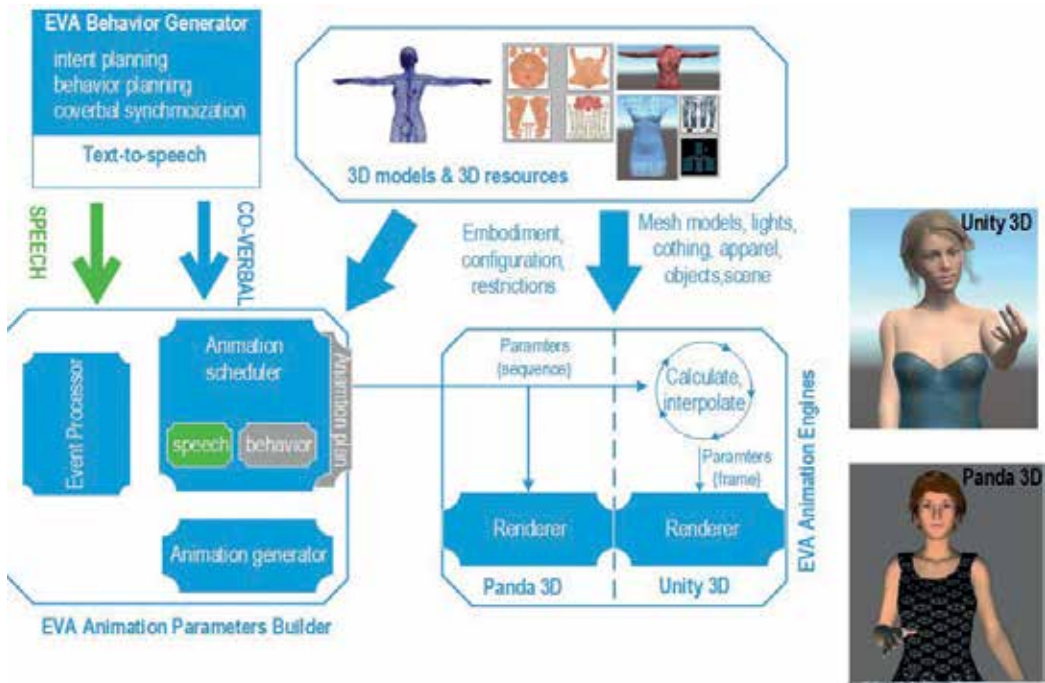 EVA Behavior Generator
intent planning
behavior planning
coverbal synchrnoization
Text-to-speech
3D models & 3D resources
SPEECH
CO-VERBAL
Embodiment,
configuration,
restrictions
Mesh models, lights,
cothing, apparel,
objects,scene
Unity 3D
Event Processor
Animation
scheduler
speech
behavior
Anamtion plan
Animation generator
EVA Animation Parameters Builder
Paramters
(sequence)
Calculate,
interpolate
Paramters
(frame)
Renderer
Renderer
Panda 3D
Unity 3D
EVA Animation Engines
Panda 3D